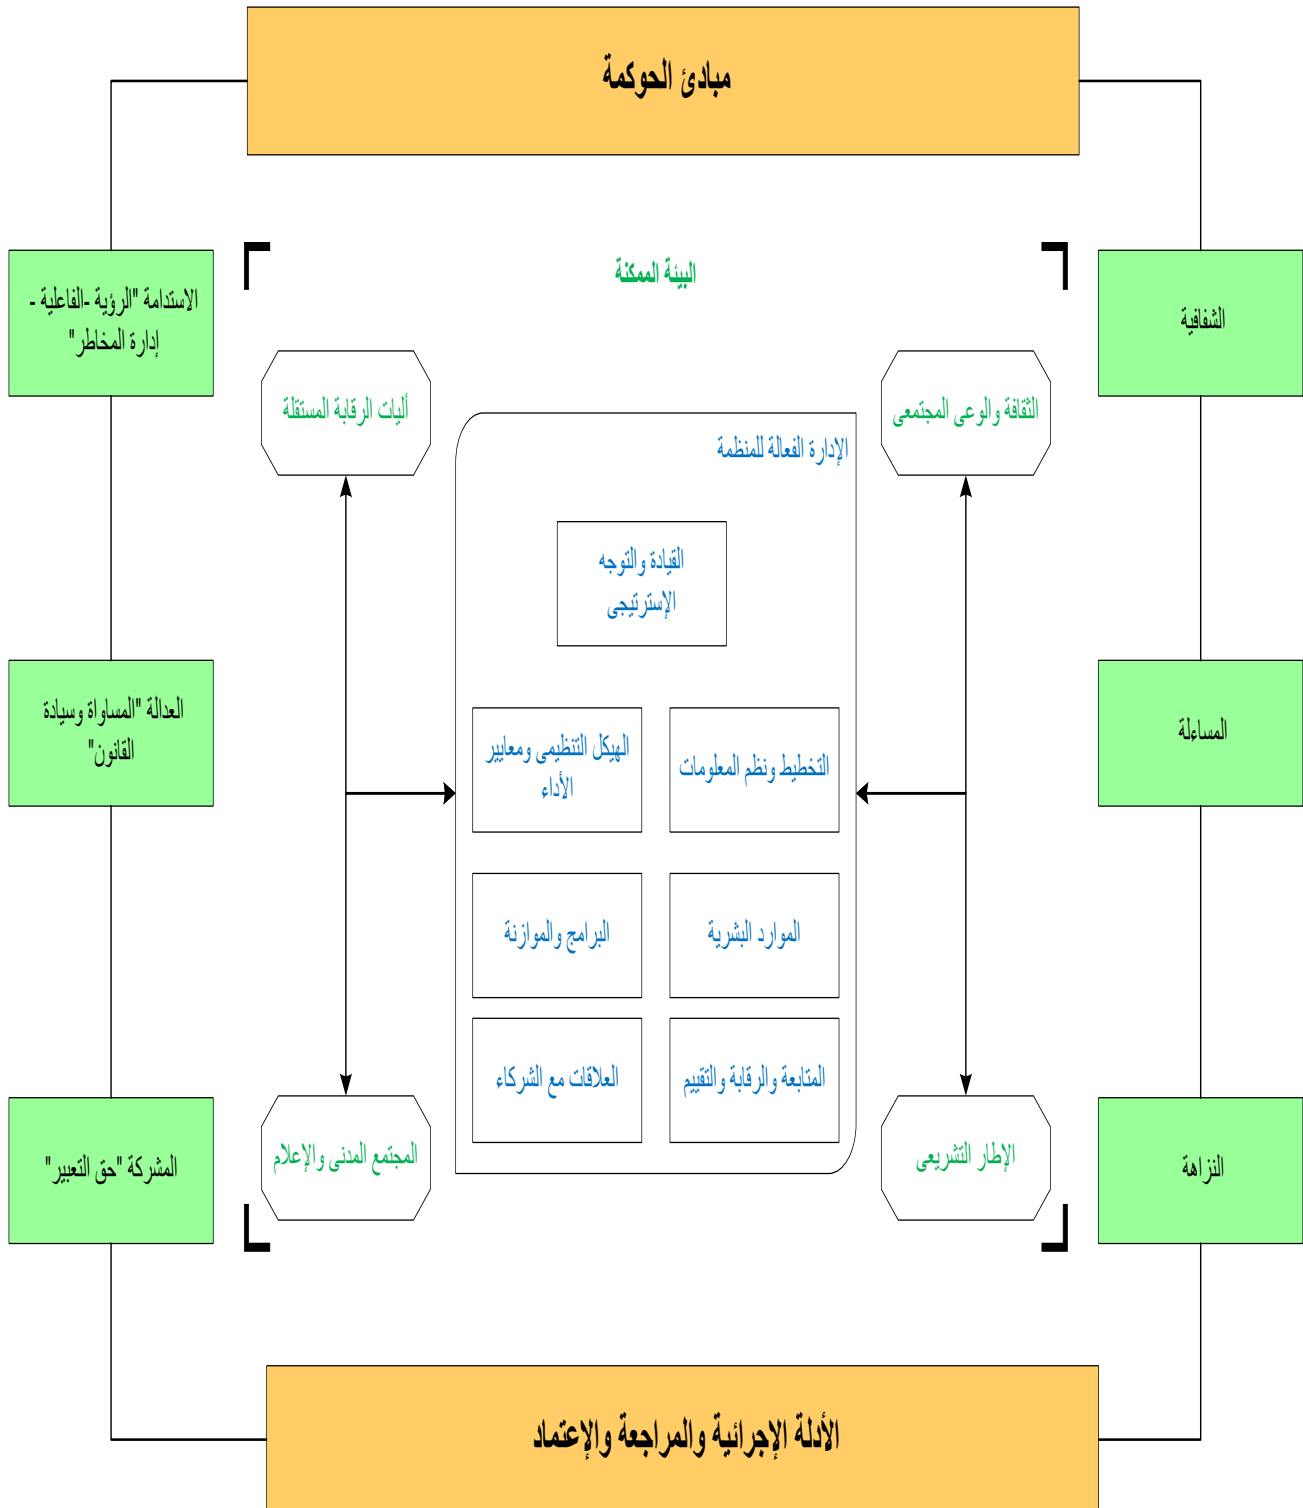 مبادئ الحوكمة
البيئة الممكنة
الشفافية
الاستدامة "الرؤية -الفاعلية -
إدارة المخاطر"
الثقافة والوعى المجتمعى
أليات الرقابة المستقلة
الإدارة الفعالة للمنظمة
القيادة والتوجه
الإسترتيجى
المساءلة
العدالة "المساواة وسيادة
القانون"
التخطيط ونظم المعلومات
الهيكل التنظيمى ومعايير
الأداء
الموارد البشرية
البرامج والموازنة
المتابعة والرقابة والتقييم
العلاقات مع الشركاء
النزاهة
الإطار التشريعى
المجتمع المدنى والإعلام
المشركة "حق التعبير"
الأدلة الإجرائية والمراجعة والإعتماد